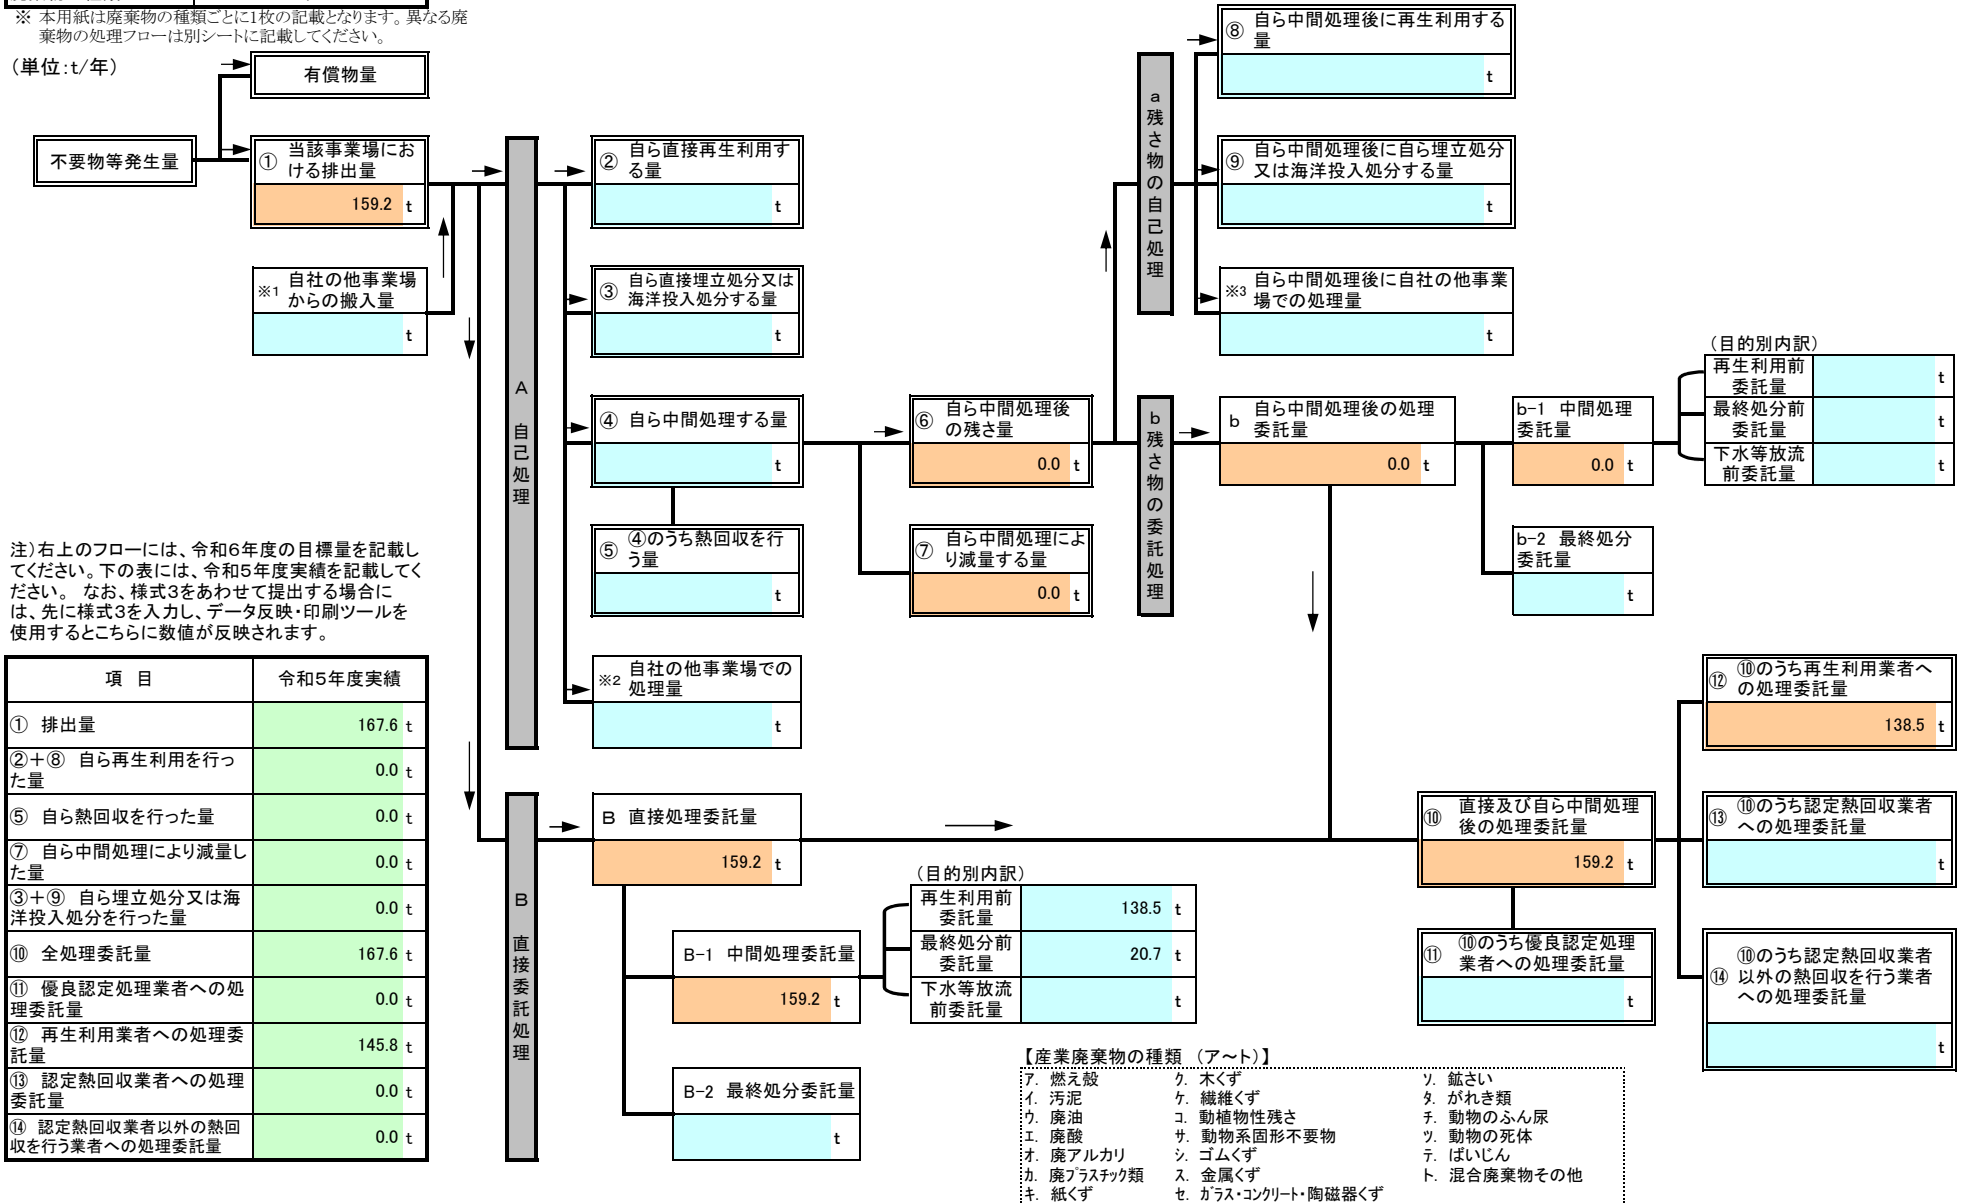 ※ 本用紙は廃棄物の種類ごとに1枚の記載となります。異なる廃
棄物の処理フローは別シートに記載してください。
(単位:t/年)
有償物量
不要物等発生量
① 当該事業場にお
ける排出量
159.2 t
※1 自社の他事業場
からの搬入量
t
A 自己処理
② 自ら直接再生利用す
る量
t
③ 自ら直接埋立処分又は
海洋投入処分する量
t
④ 自ら中間処理する量
t
⑤ ④のうち熱回収を行
う量
t
※2 自社の他事業場での
処理量
t
⑥ 自ら中間処理後
の残さ量
0.0 t
⑦ 自ら中間処理によ
り減量する量
0.0 t
a 残さ物の自己処理
⑧ 自ら中間処理後に再生利用する
量
t
⑨ 自ら中間処理後に自ら埋立処分
又は海洋投入処分する量
t
※3 自ら中間処理後に自社の他事業
場での処理量
t
b 残さ物の委託処理
b 自ら中間処理後の処理
委託量
0.0 t
b-1 中間処理
委託量
0.0 t
(目的別内訳)
再生利用前
委託量
t
最終処分前
委託量
t
下水等放流
前委託量
t
b-2 最終処分
委託量
t
注)右上のフローには、令和6年度の目標量を記載し
てください。下の表には、令和5年度実績を記載してく
ださい。 なお、様式3をあわせて提出する場合に
は、先に様式3を入力し、データ反映・印刷ツールを
使用するとこちらに数値が反映されます。
項 目 令和5年度実績
① 排出量 167.6 t
②+⑧ 自ら再生利用を行っ
た量
0.0 t
⑤ 自ら熱回収を行った量 0.0 t
⑦ 自ら中間処理により減量し
た量
0.0 t
③+⑨ 自ら埋立処分又は海
洋投入処分を行った量
0.0 t
⑩ 全処理委託量 167.6 t
⑪ 優良認定処理業者への処
理委託量
0.0 t
⑫ 再生利用業者への処理委
託量
145.8 t
⑬ 認定熱回収業者への処理
委託量
0.0 t
⑭ 認定熱回収業者以外の熱回
収を行う業者への処理委託量
0.0 t
B 直接委託処理
B 直接処理委託量
159.2 t
B-1 中間処理委託量
159.2 t
(目的別内訳)
再生利用前
委託量
138.5 t
最終処分前
委託量
20.7 t
下水等放流
前委託量
t
B-2 最終処分委託量
t
⑩ 直接及び自ら中間処理
後の処理委託量
159.2 t
⑪ ⑩のうち優良認定処理
業者への処理委託量
t
⑫ ⑩のうち再生利用業者へ
の処理委託量
138.5 t
⑬ ⑩のうち認定熱回収業者
への処理委託量
t
⑭ ⑩のうち認定熱回収業者
以外の熱回収を行う業者
への処理委託量
t
【産業廃棄物の種類 (ア～ト)】
ア. 燃え殻 ク. 木くず ソ. 鉱さい
イ. 汚泥 ケ. 繊維くず タ. がれき類
ウ. 廃油 コ. 動植物性残さ チ. 動物のふん尿
エ. 廃酸 サ. 動物系固形不要物 ツ. 動物の死体
オ. 廃アルカリ シ. ゴムくず テ. ばいじん
カ. 廃プラスチック類 ス. 金属くず ト. 混合廃棄物その他
キ. 紙くず セ. ガラス・コンクリート・陶磁器くず